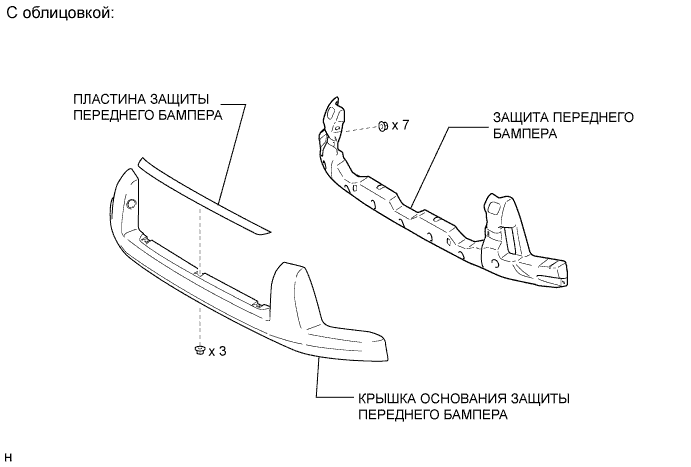 С облицовкой:
ПЛАСТИНА ЗАЩИТЫ
ПЕРЕДНЕГО БАМПЕРА
x 7
ЗАЩИТА ПЕРЕДНЕГО
БАМПЕРА
x 3
КРЫШКА ОСНОВАНИЯ ЗАЩИТЫ
ПЕРЕДНЕГО БАМПЕРА
н